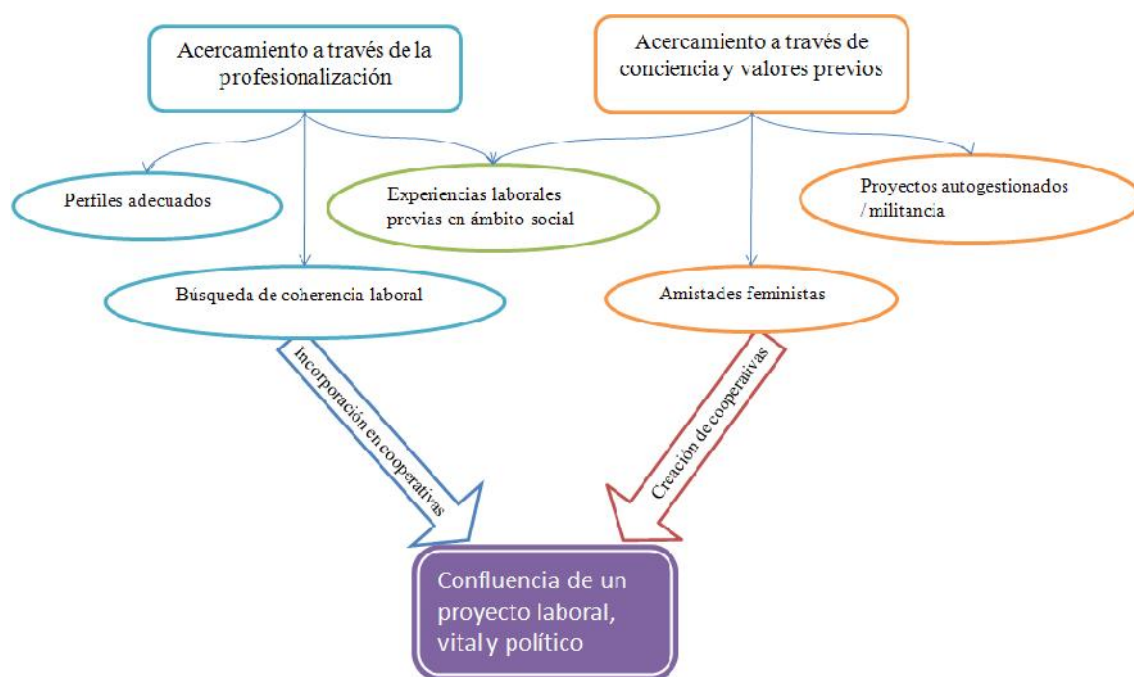 Acercamiento a través de la
profesionalización
Acercamiento a través de
conciencia y valores previos
Perfiles adecuados
Experiencias laborales
previas en ámbito social
Proyectos autogestionados
/militancia
Búsqueda de coherencia laboral
Amistades feministas
Incorporación en cooperativas
Creación de cooperativas
Confluencia de un
proyecto laboral,
vital y político